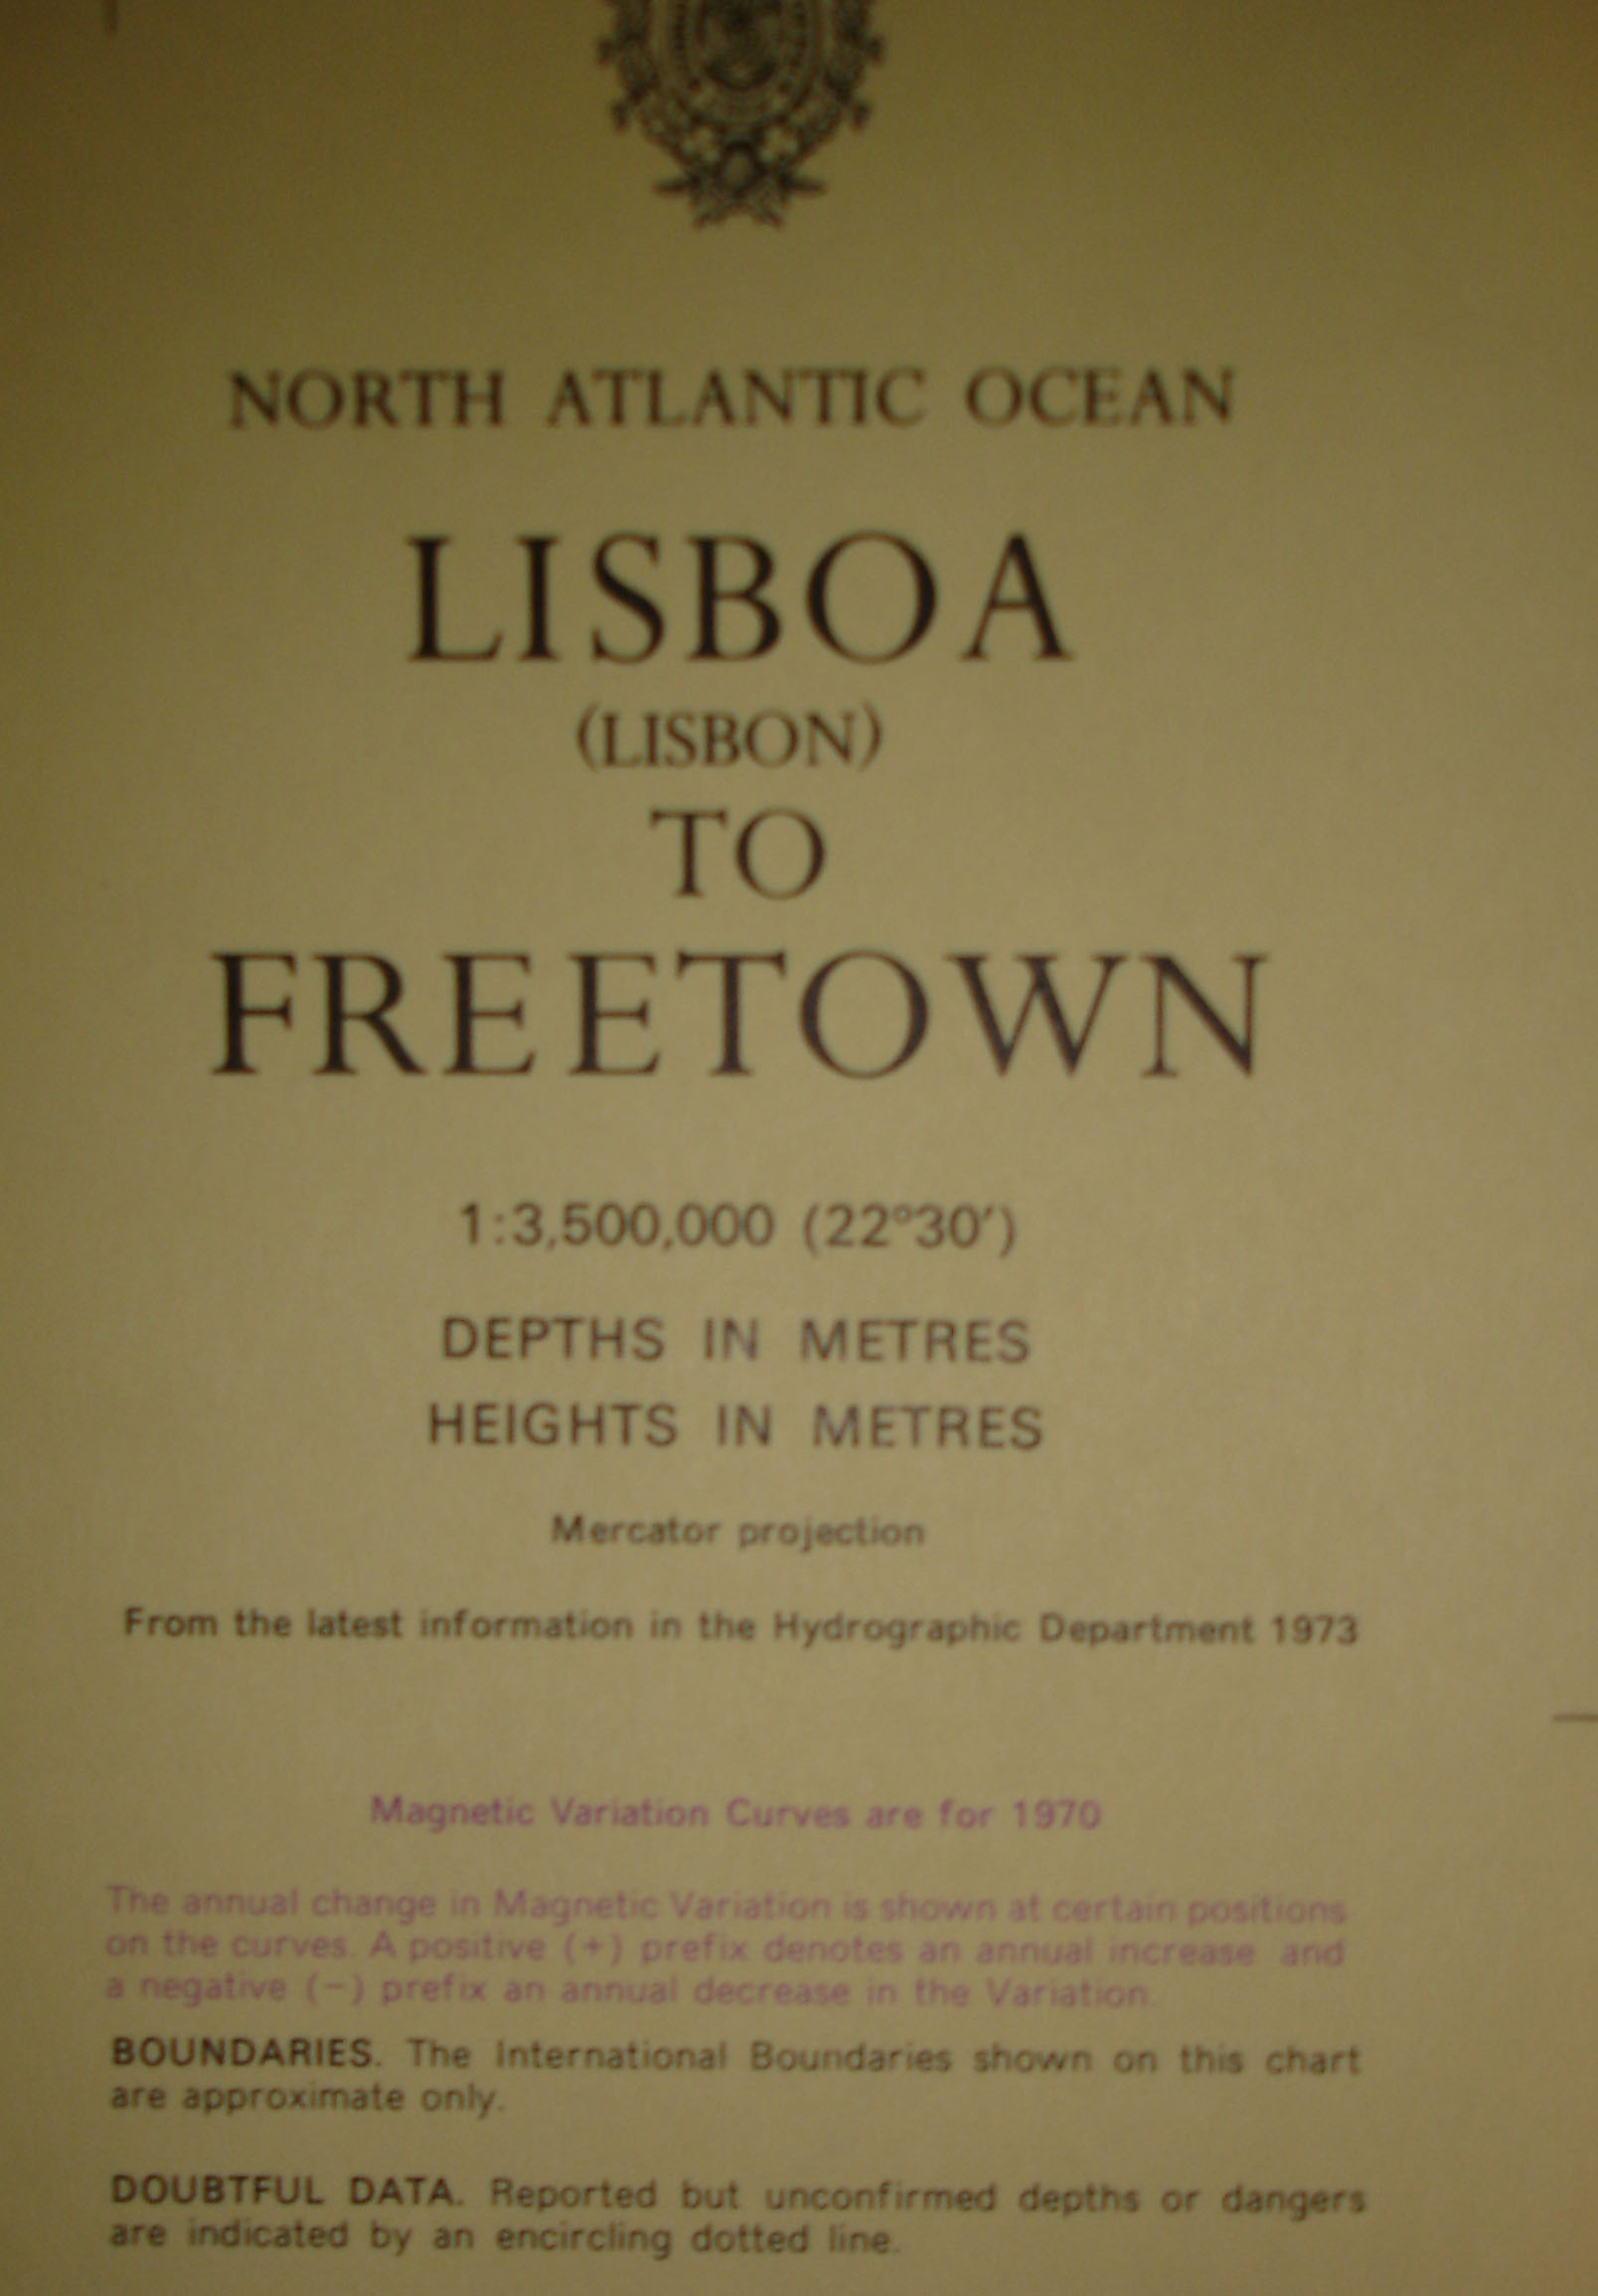 NORTH ATLANTIC OCEAN
LISBOA
(LISBON)
TO
FREETOWN
1:3,500,000 (22°30′)
DEPTHS IN METRES
HEIGHTS IN METRES
Mercator projection
From the latest information in the Hydrographic Department 1973
Magnetic Variation Curves are for 1970
The annual change in Magnetic Variation is shown at certain positions
on the curves. A positive (+) prefix denotes an annual increase and
a negative (−) prefix an annual decrease in the Variation.
BOUNDARIES. The International Boundaries shown on this chart
are approximate only.
DOUBTFUL DATA. Reported but unconfirmed depths or dangers
are indicated by an encircling dotted line.